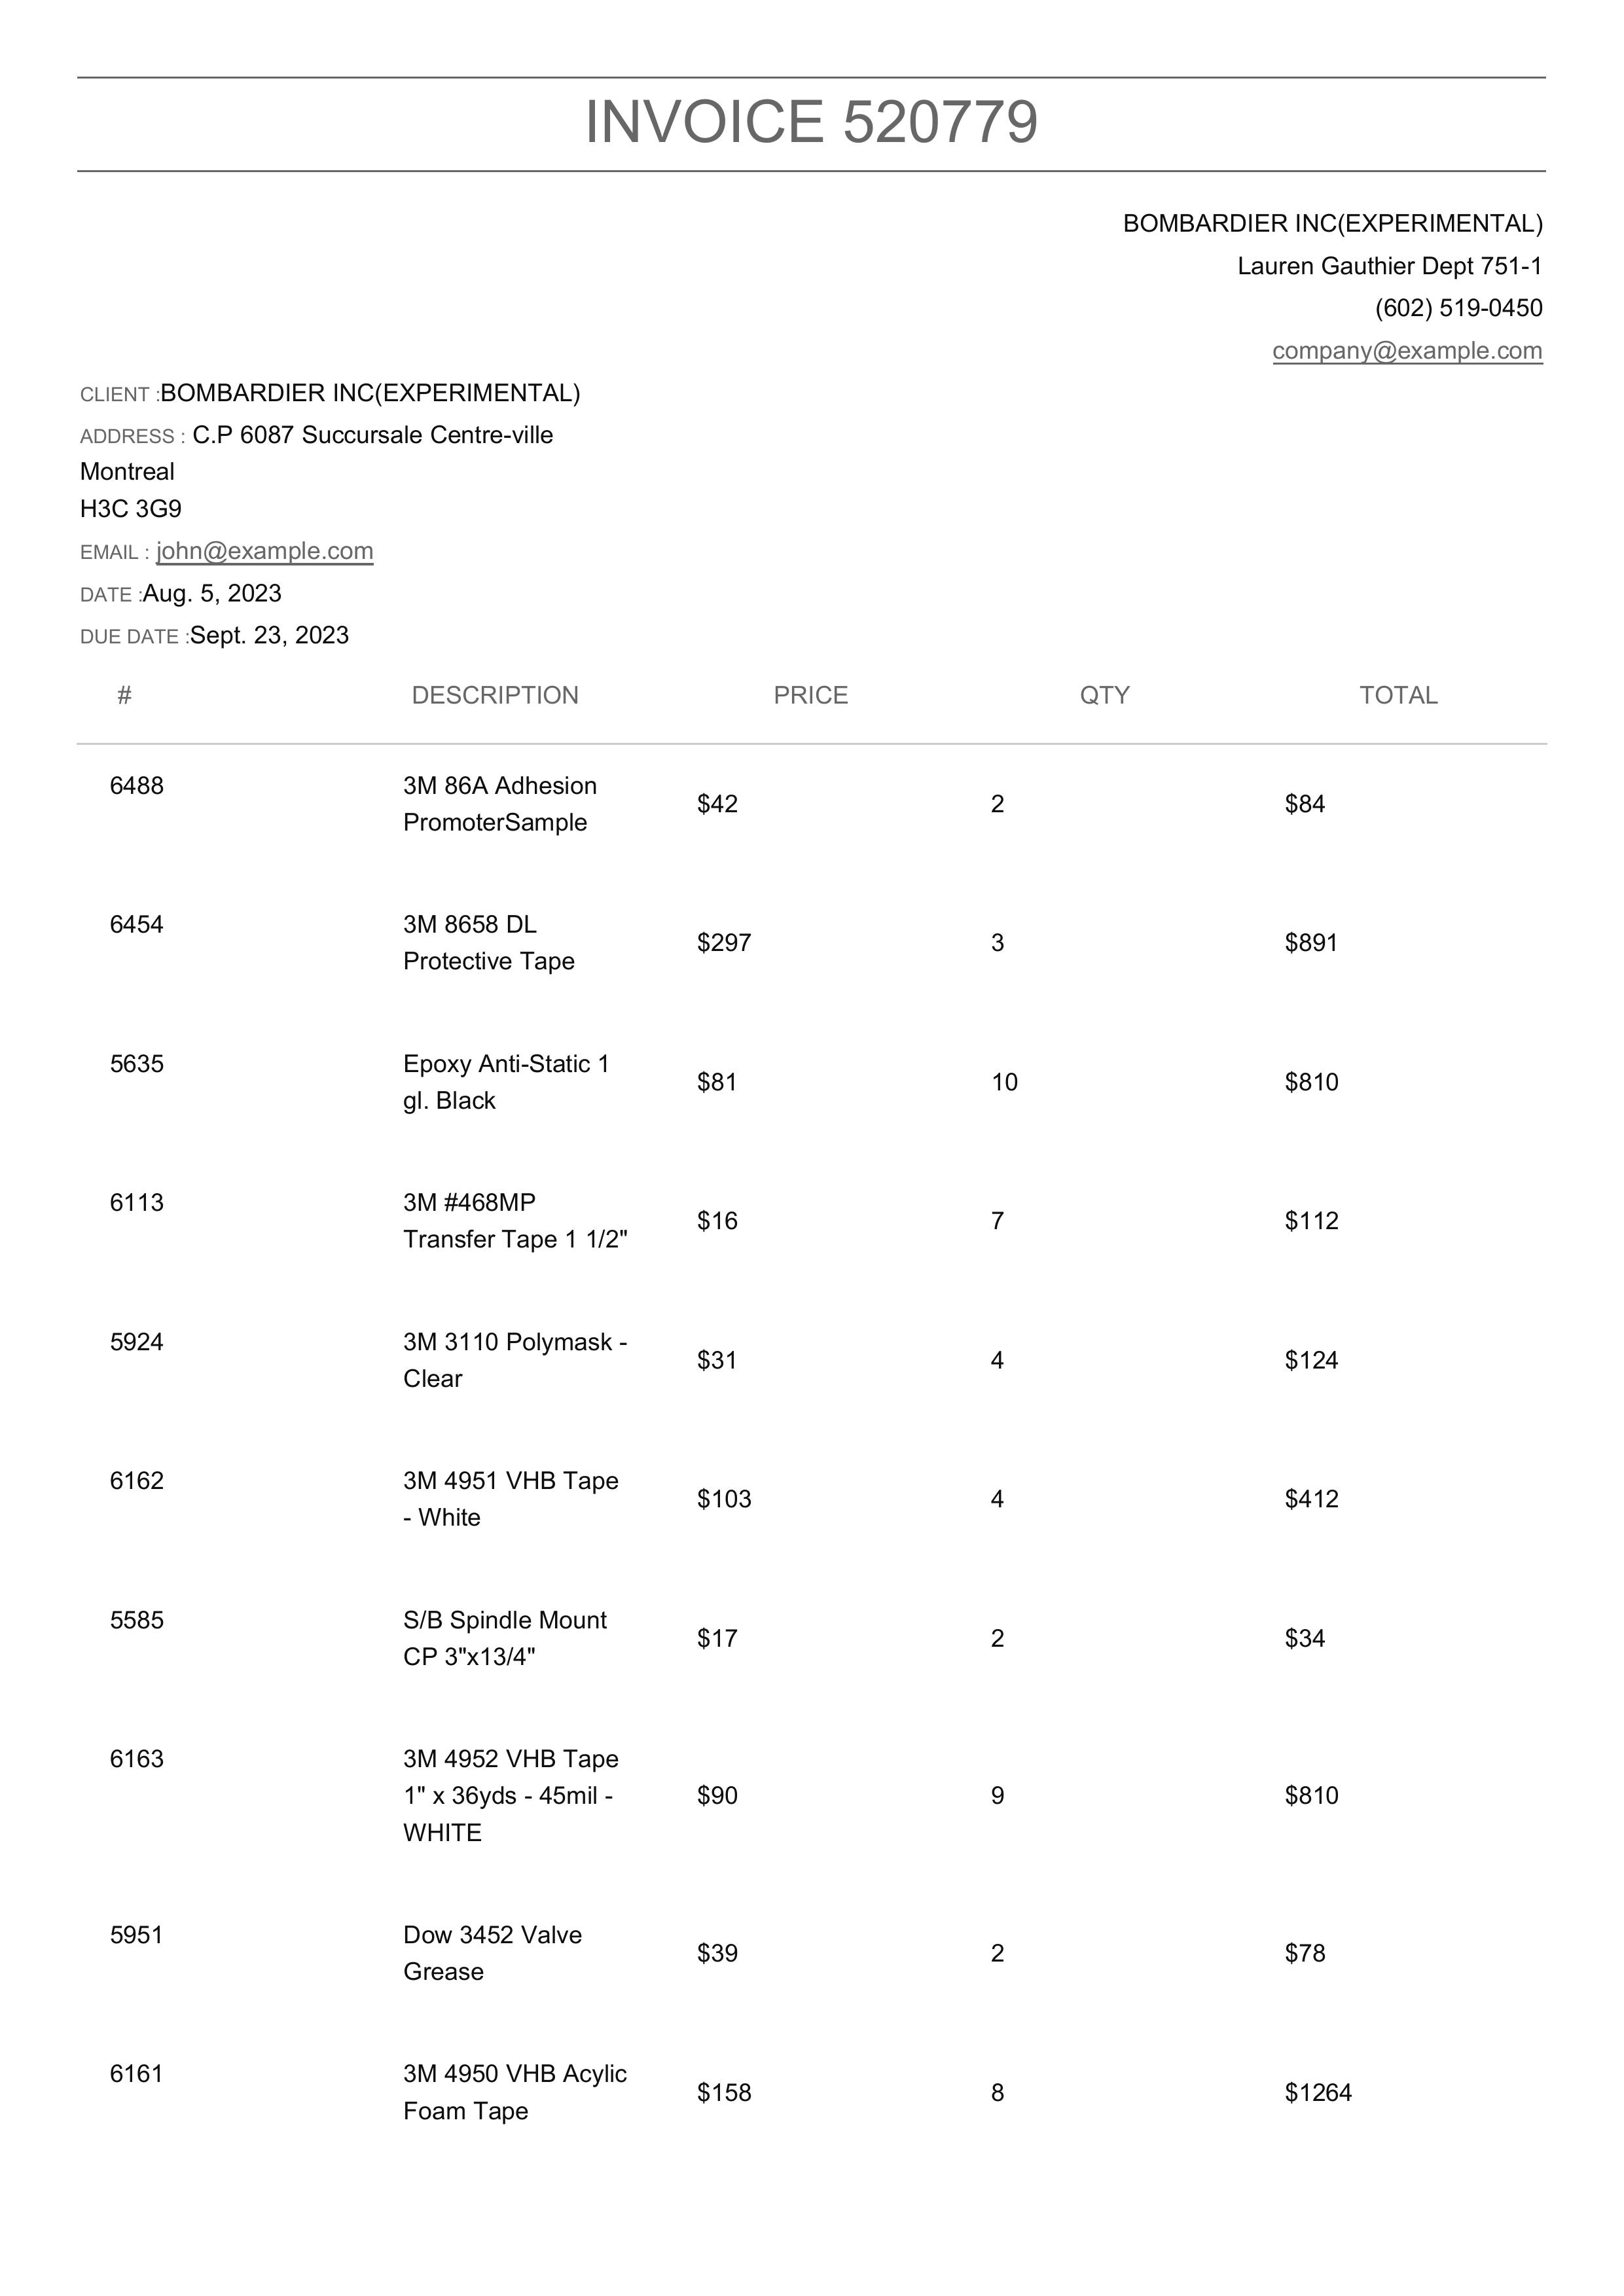 INVOICE 520779
BOMBARDIER INC(EXPERIMENTAL)
Lauren Gauthier Dept 751-1
(602) 519-0450
company@example.com
CLIENT :BOMBARDIER INC(EXPERIMENTAL)
ADDRESS : C.P 6087 Succursale Centre-ville
Montreal
H3C 3G9
EMAIL : john@example.com
DATE :Aug. 5, 2023
DUE DATE :Sept. 23, 2023
# DESCRIPTION PRICE QTY TOTAL
6488 3M 86A Adhesion
PromoterSample $42 2 $84
6454 3M 8658 DL
Protective Tape $297 3 $891
5635 Epoxy Anti-Static 1
gl. Black $81 10 $810
6113 3M #468MP
Transfer Tape 1 1/2" $16 7 $112
5924 3M 3110 Polymask -
Clear $31 4 $124
6162 3M 4951 VHB Tape
- White $103 4 $412
5585 S/B Spindle Mount
CP 3"x13/4" $17 2 $34
6163 3M 4952 VHB Tape
1" x 36yds - 45mil - $90 9 $810
WHITE
5951 Dow 3452 Valve
Grease $39 2 $78
6161 3M 4950 VHB Acylic
Foam Tape $158 8 $1264